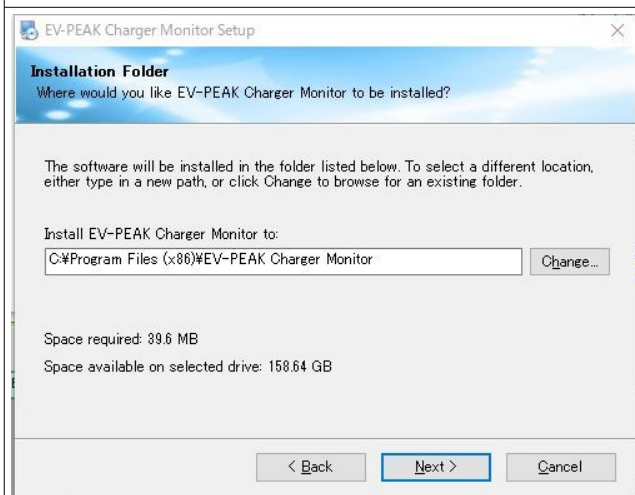 EV-PEAK Charger Monitor Setup
Installation Folder
Where would you like EV-PEAK Charger Monitor to be installed?
The software will be installed in the folder listed below. To select a different location,
either type in a new path, or click Change to browse for an existing folder.
Install EV-PEAK Charger Monitor to:
C:¥Program Files (x86)¥EV-PEAK Charger Monitor
Change...
Space required: 39.6 MB
Space available on selected drive: 158.64 GB
< Back
Next >
Cancel